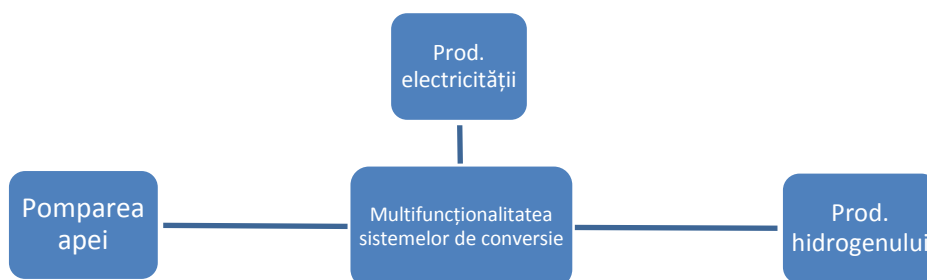 Prod.
electricității
Pomparea
apei
Multifuncționalitatea
sistemelor de conversie
Prod.
hidrogenului